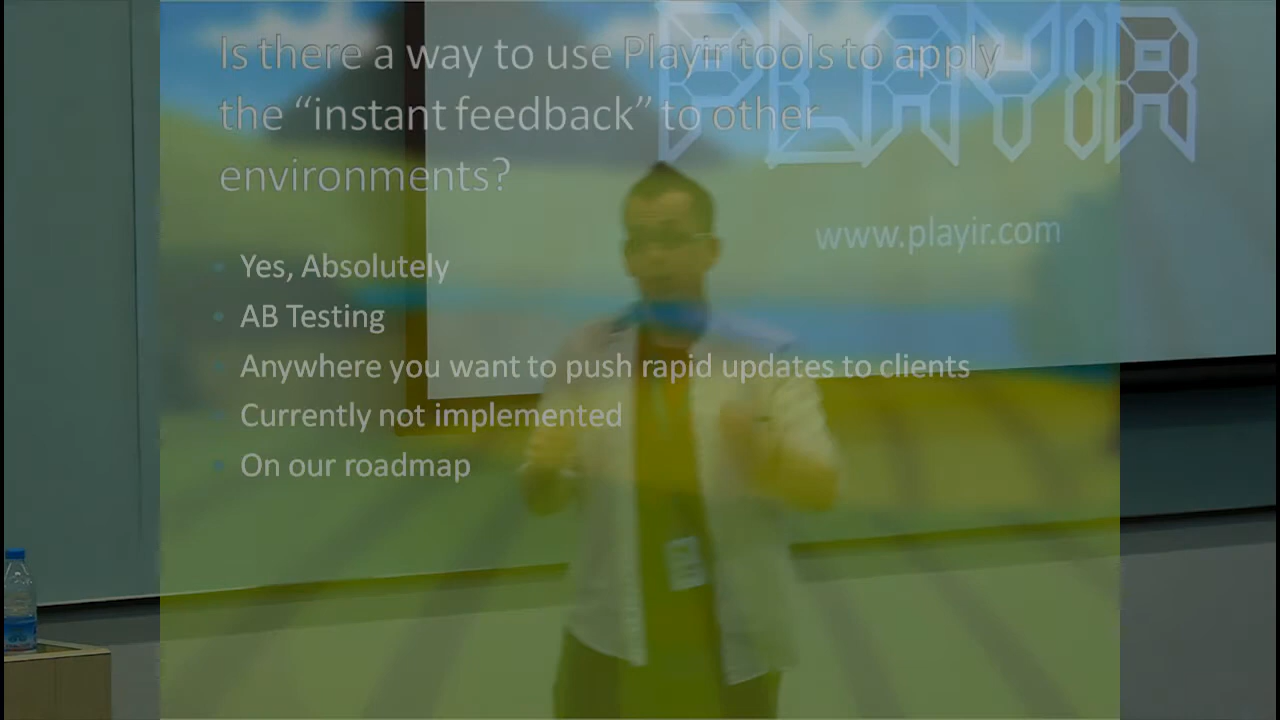 PLAYIR
Is there a way to use Playir tools to apply
the “instant feedback” to other
environments?
www.playir.com
Yes, Absolutely
AB Testing
Anywhere you want to push rapid updates to clients
Currently not implemented
On our roadmap